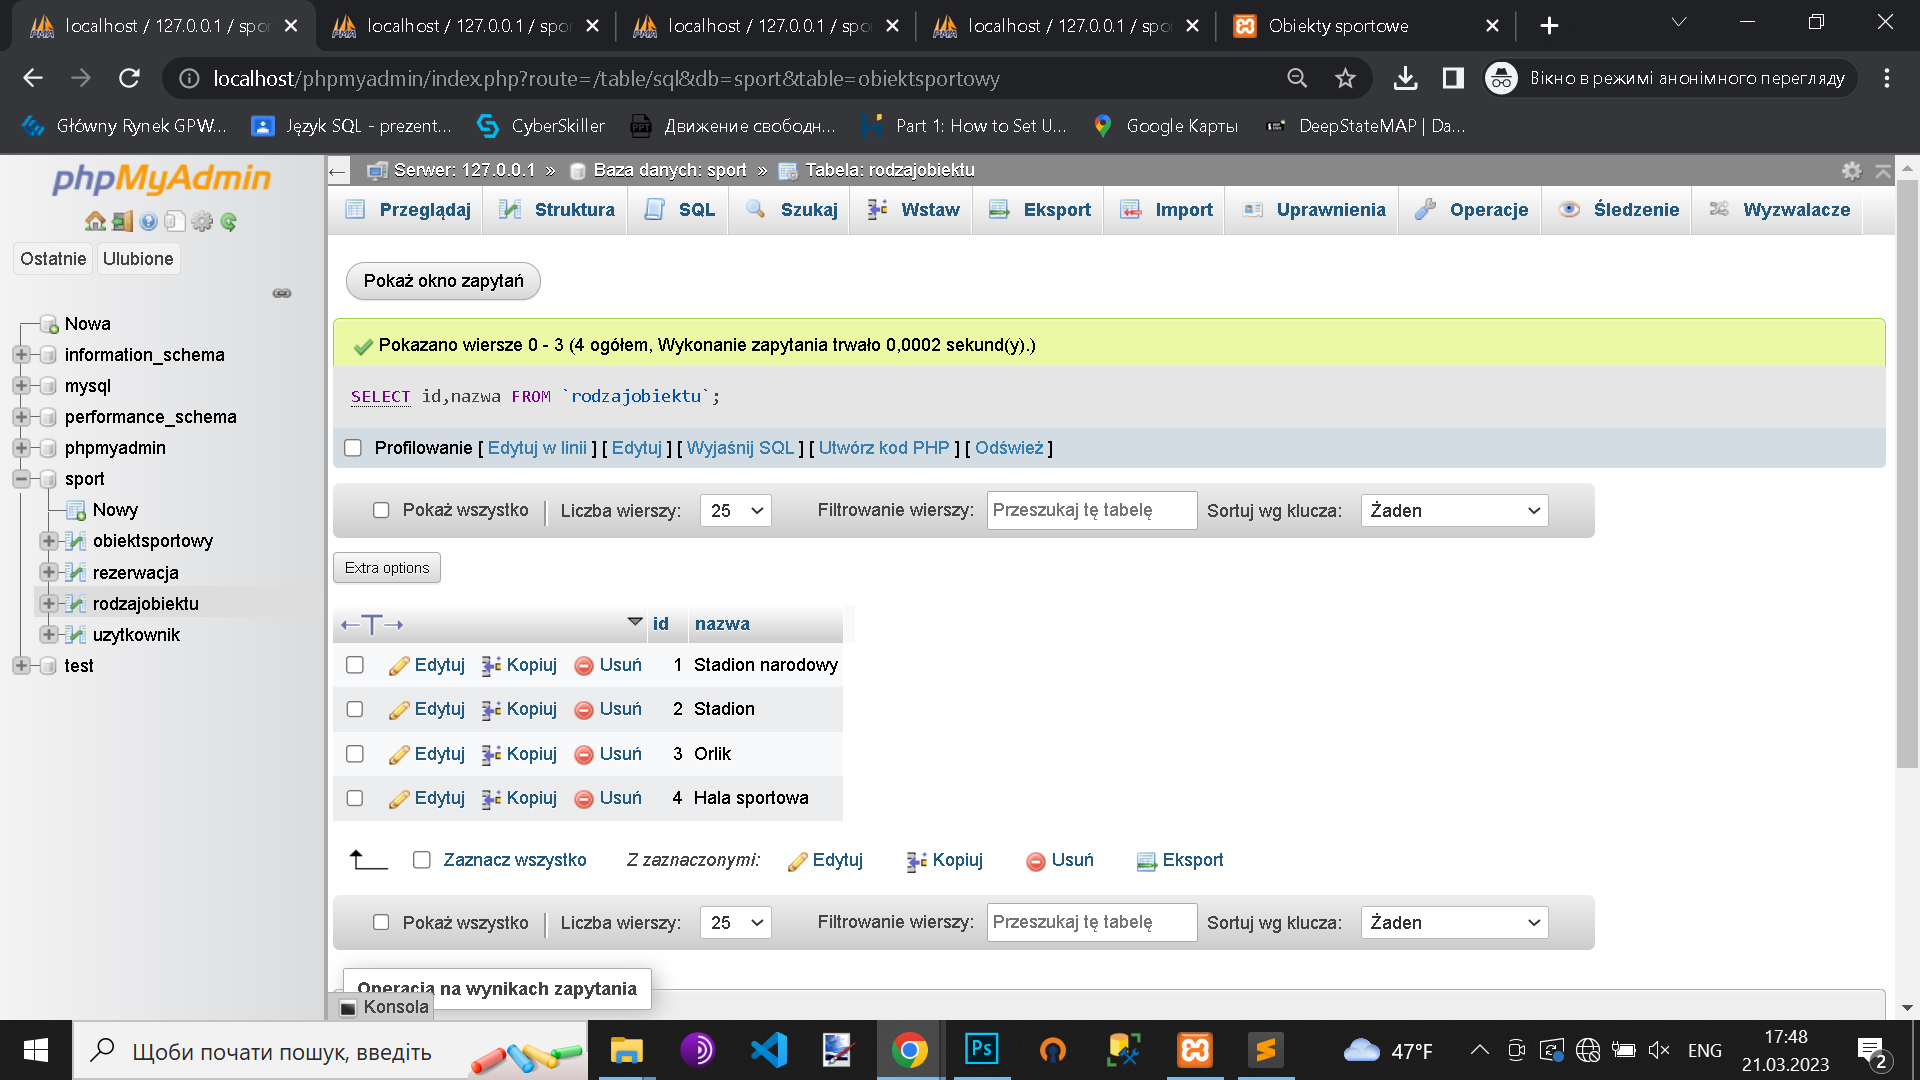 localhost / 127.0.0.1 / spo
localhost / 127.0.0.1 / spo
localhost / 127.0.0.1 / spo
localhost / 127.0.0.1 / spo
Obiekty sportowe
localhost/phpmyadmin/index.php?route=/table/sql&db=sport&table=obiektsportowy
Вікно в режимі анонімного перегляду
Główny Rynek GPW...
Język SQL - prezent...
CyberSkiller
Движение свободн...
Part 1: How to Set U...
Google Карты
DeepStateMAP | Da...
phpMyAdmin
Ostatnie
Ulubione
Nowa
information_schema
mysql
performance_schema
phpmyadmin
sport
Nowy
obiektsportowy
rezerwacja
rodzajobiektu
uzytkownik
test
Serwer: 127.0.0.1 » Baza danych: sport » Tabela: rodzajobiektu
Przeglądaj Struktura SQL Szukaj Wstaw Eksport Import Uprawnienia Operacje Śledzenie Wyzwalacze
Pokaż okno zapytań
Pokazano wiersze 0 - 3 (4 ogółem, Wykonanie zapytania trwało 0,0002 sekund(y).)
SELECT id,nazwa FROM `rodzajobiektu`;
Profilowanie [ Edytuj w linii ] [ Edytuj ] [ Wyjaśnij SQL ] [ Utwórz kod PHP ] [ Odśwież ]
Pokaż wszystko Liczba wierszy: 25 Filtrowanie wierszy: Przeszukaj tę tabelę Sortuj wg klucza: Żaden
Extra options
←T→ id nazwa
Edytuj Kopiuj Usuń 1 Stadion narodowy
Edytuj Kopiuj Usuń 2 Stadion
Edytuj Kopiuj Usuń 3 Orlik
Edytuj Kopiuj Usuń 4 Hala sportowa
Zaznacz wszystko Z zaznaczonymi: Edytuj Kopiuj Usuń Eksport
Pokaż wszystko Liczba wierszy: 25 Filtrowanie wierszy: Przeszukaj tę tabelę Sortuj wg klucza: Żaden
Operacja na wynikach zapytania
Konsola
Щоби почати пошук, введіть
Ps
47°F
ENG
17:48
21.03.2023
2